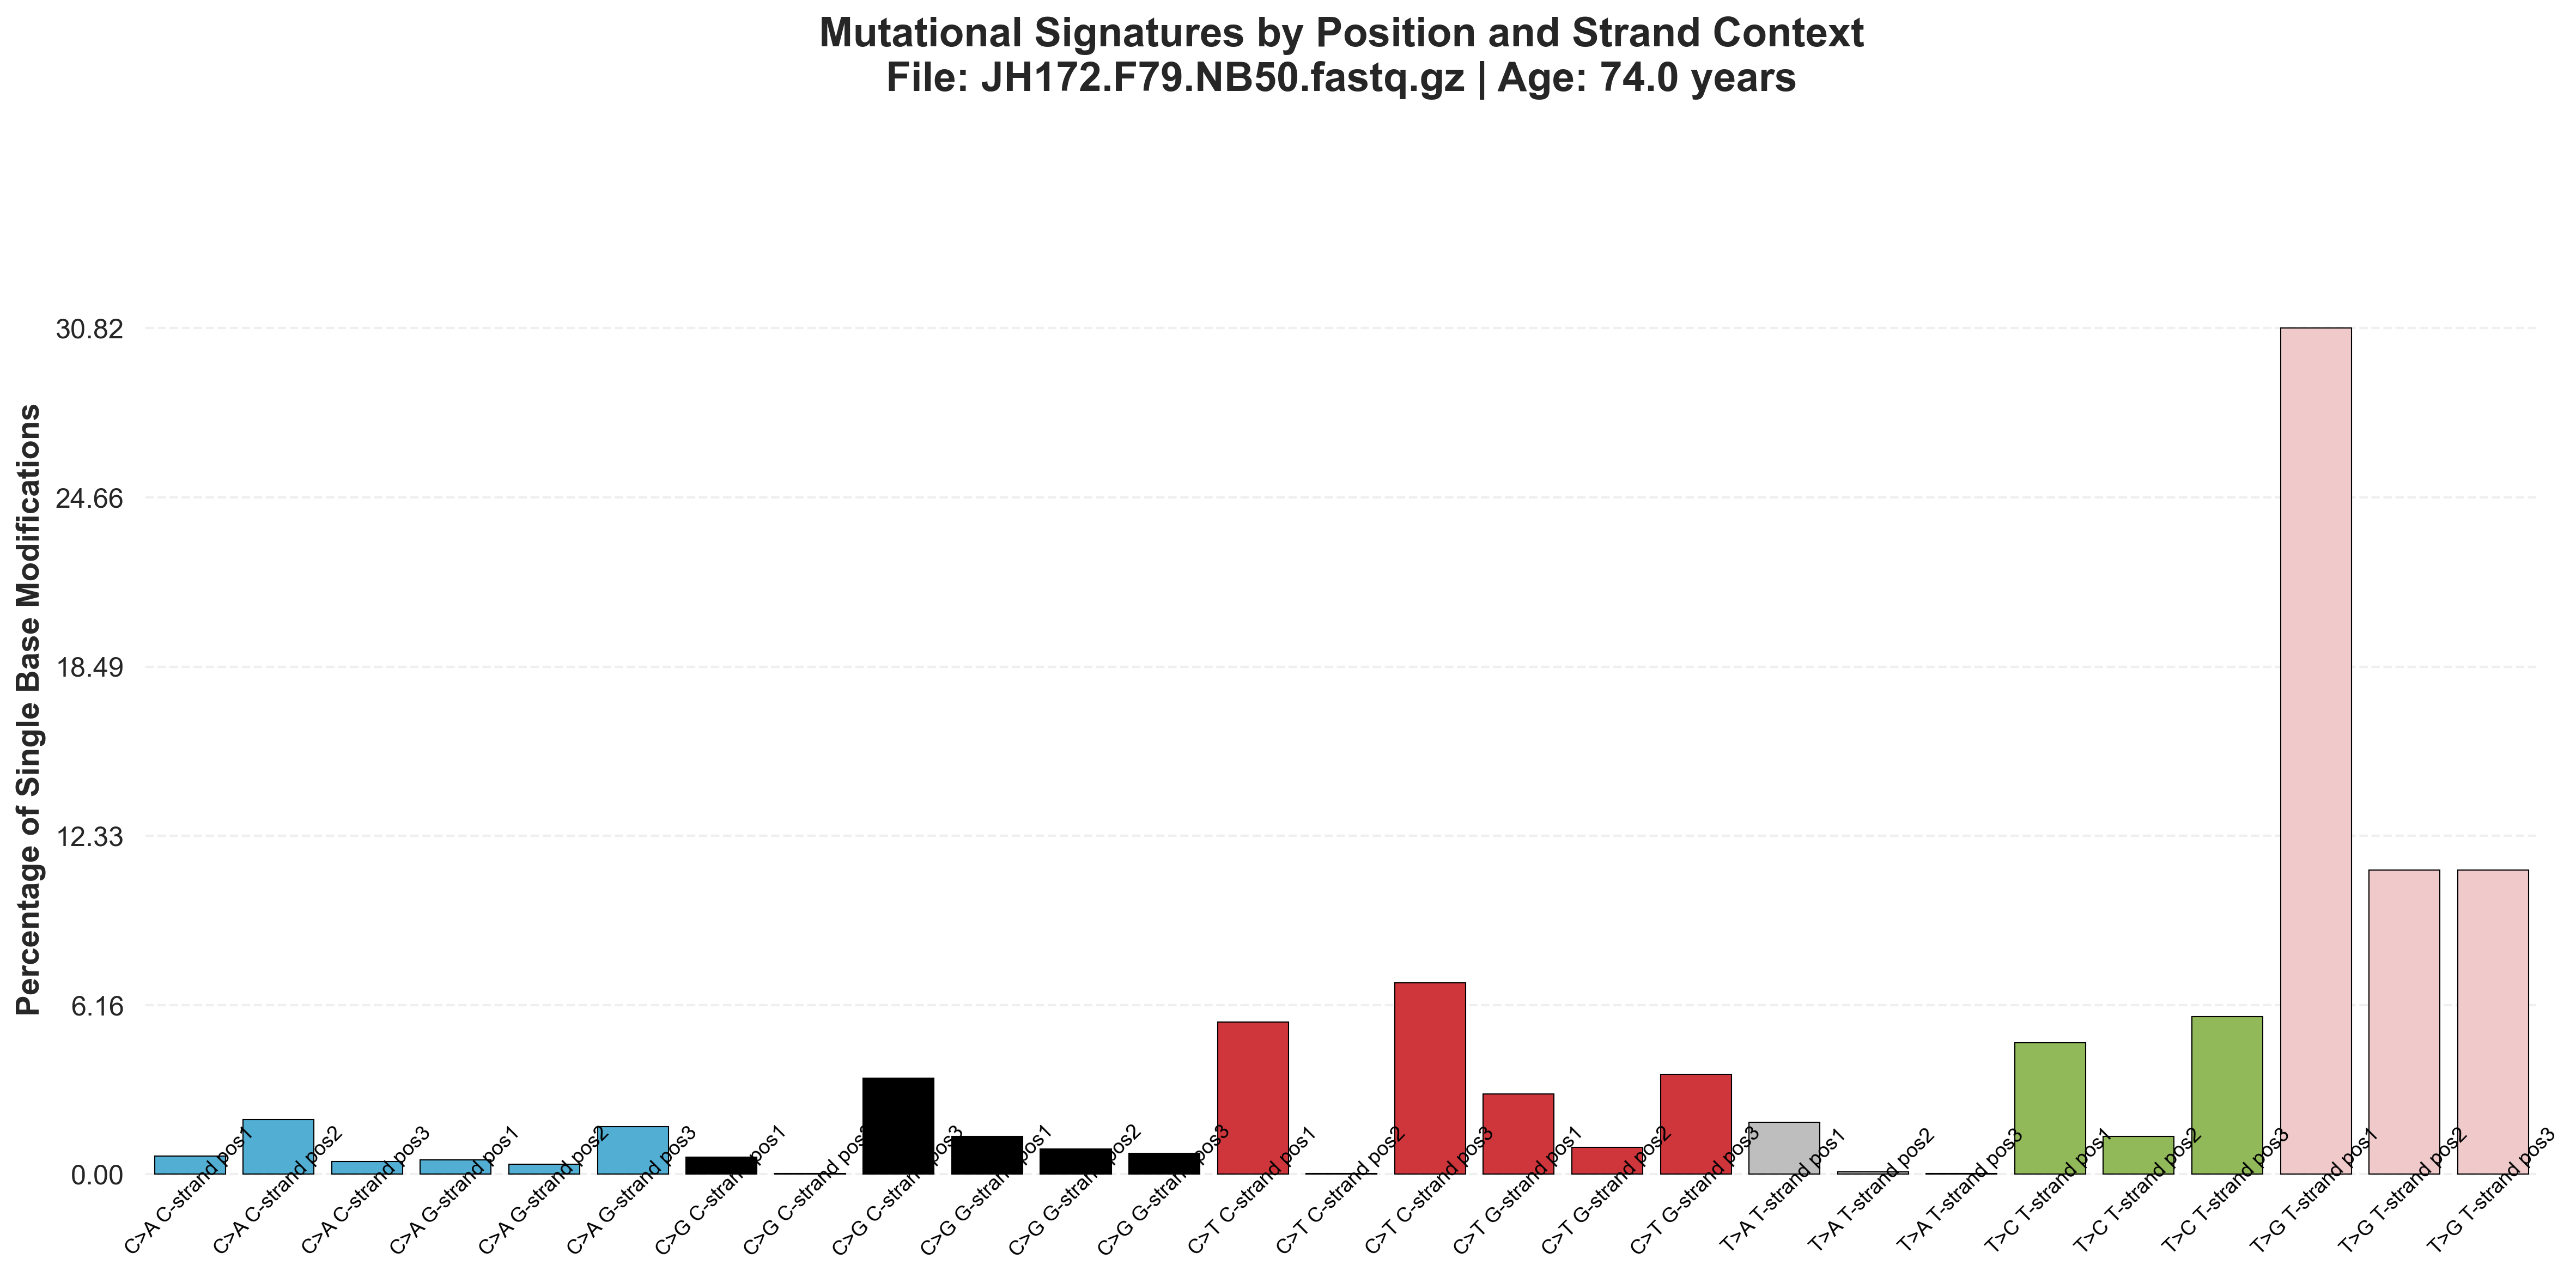 Mutational Signatures by Position and Strand Context
File: JH172.F79.NB50.fastq.gz | Age: 74.0 years
Percentage of Single Base Modifications
30.82
24.66
18.49
12.33
6.16
0.00
C>A C-strand pos1
C>A C-strand pos2
C>A C-strand pos3
C>A G-strand pos1
C>A G-strand pos2
C>A G-strand pos3
C>G C-strand pos1
C>G C-strand pos2
C>G C-strand pos3
C>G G-strand pos1
C>G G-strand pos2
C>G G-strand pos3
C>T C-strand pos1
C>T C-strand pos2
C>T C-strand pos3
C>T G-strand pos1
C>T G-strand pos2
C>T G-strand pos3
T>A T-strand pos1
T>A T-strand pos2
T>A T-strand pos3
T>C T-strand pos1
T>C T-strand pos2
T>C T-strand pos3
T>G T-strand pos1
T>G T-strand pos2
T>G T-strand pos3